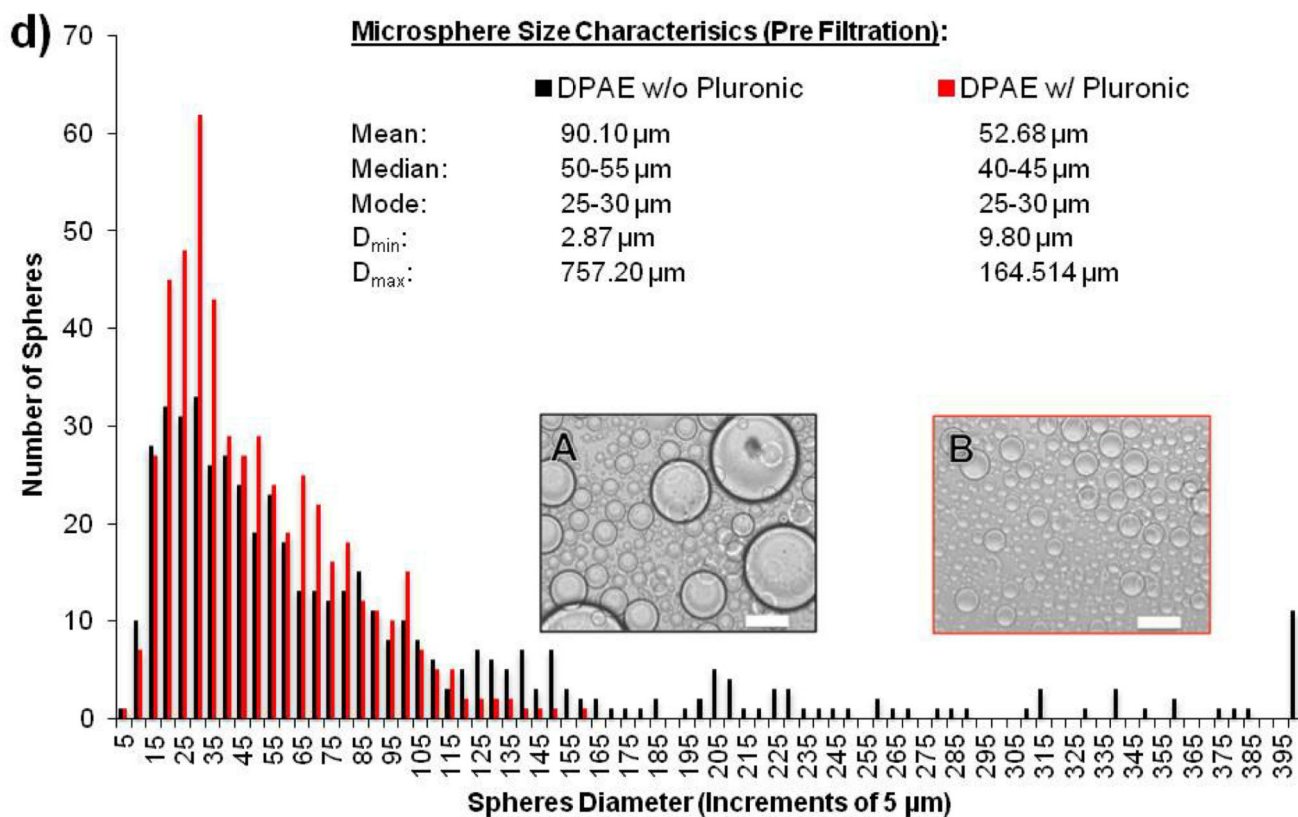 d)
Microsphere Size Characterisics (Pre Filtration):
DPAE w/o Pluronic DPAE w/ Pluronic
Mean: 90.10 µm 52.68 µm
Median: 50-55 µm 40-45 µm
Mode: 25-30 µm 25-30 µm
Dmin: 2.87 µm 9.80 µm
Dmax: 757.20 µm 164.514 µm
A B
Number of Spheres
70
60
50
40
30
20
10
0
5 15 25 35 45 55 65 75 85 95 105 115 125 135 145 155 165 175 185 195 205 215 225 235 245 255 265 275 285 295 305 315 325 335 345 355 365 375 385 395
Spheres Diameter (Increments of 5 µm)